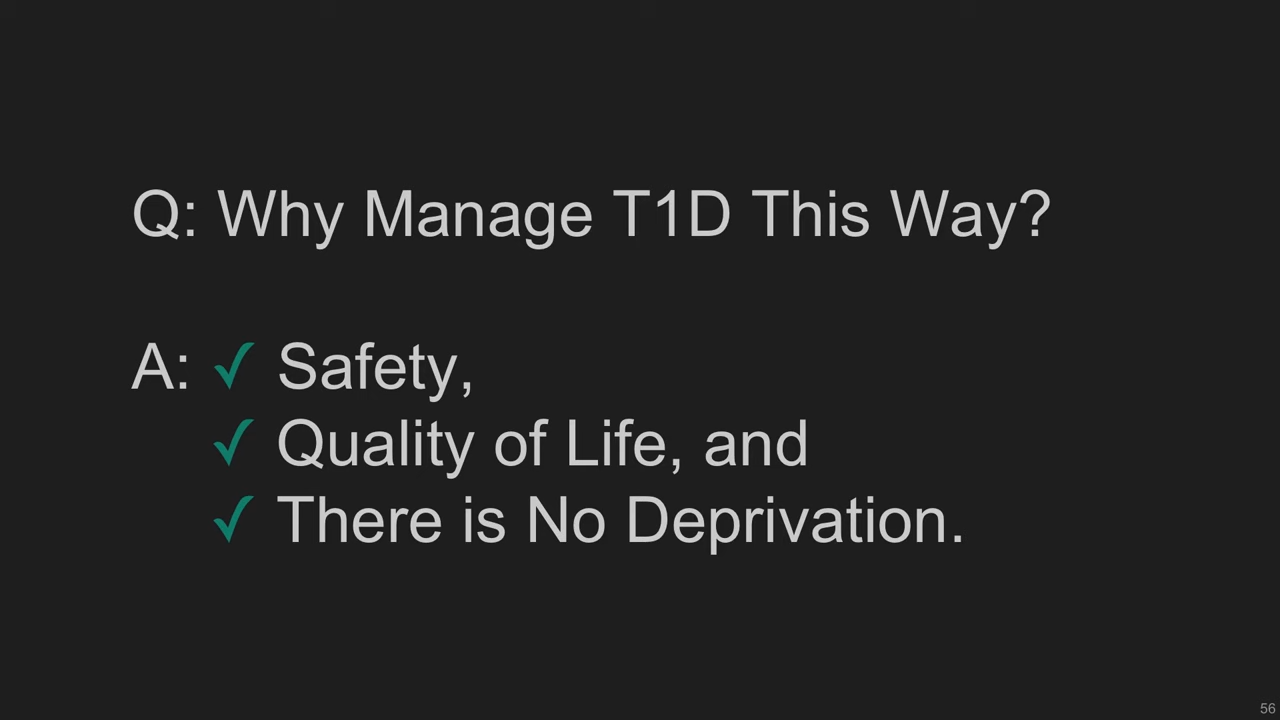 Q: Why Manage T1D This Way?
A: ✓ Safety,
✓ Quality of Life, and
✓ There is No Deprivation.
56